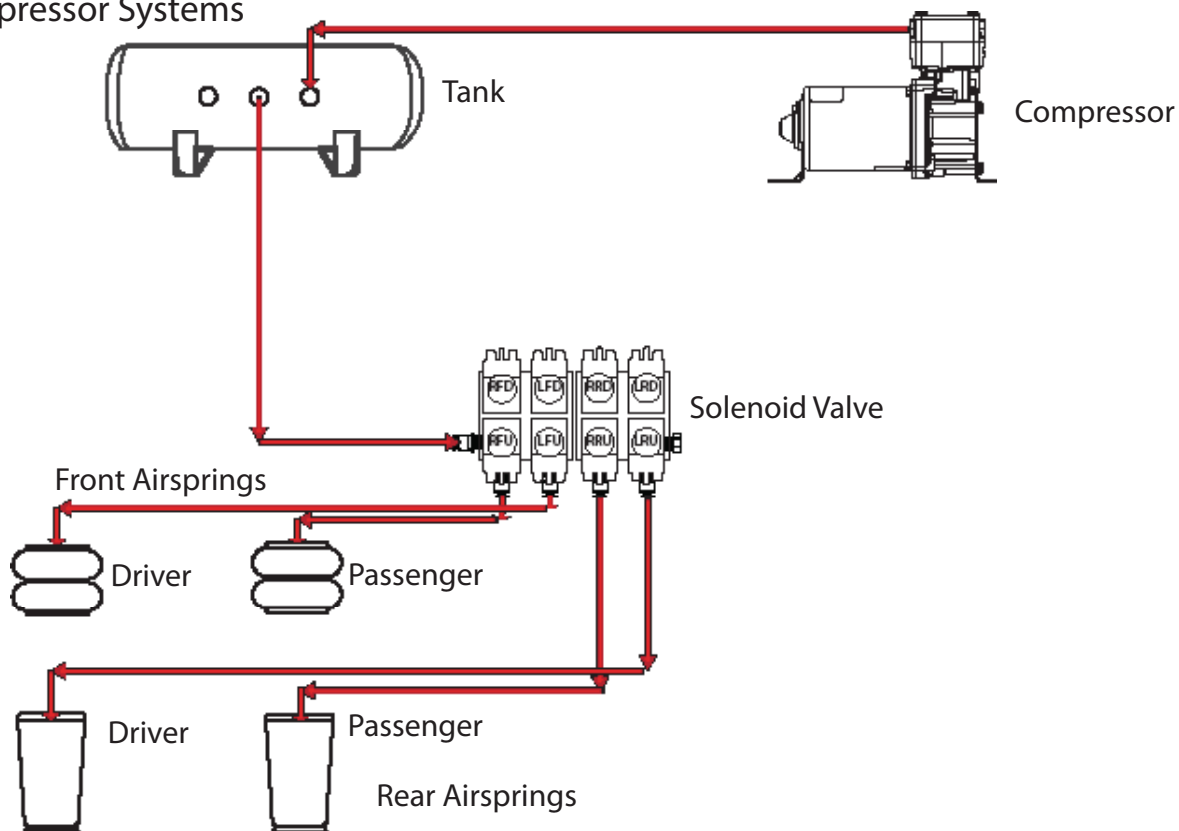 pressor Systems
Tank
Compressor
RFD LFD RRD LRD
Solenoid Valve
RFU LFU RRU LRU
Front Airsprings
Driver
Passenger
Driver
Passenger
Rear Airsprings